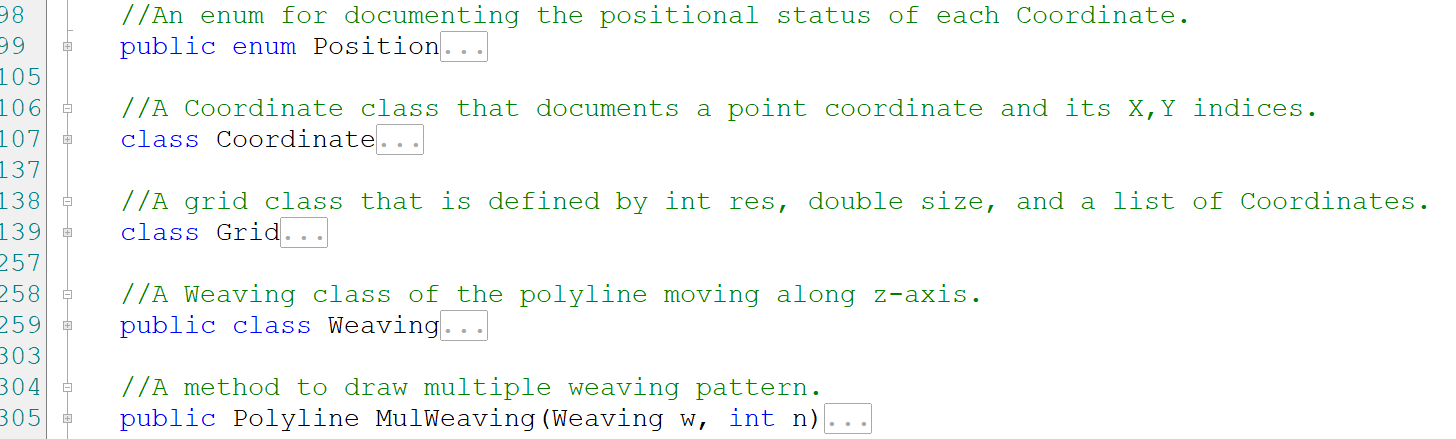 98 //An enum for documenting the positional status of each Coordinate.
99 public enum Position...
105
106 //A Coordinate class that documents a point coordinate and its X,Y indices.
107 class Coordinate...
137
138 //A grid class that is defined by int res, double size, and a list of Coordinates.
139 class Grid...
257
258 //A Weaving class of the polyline moving along z-axis.
259 public class Weaving...
303
304 //A method to draw multiple weaving pattern.
305 public Polyline MulWeaving(Weaving w, int n)...